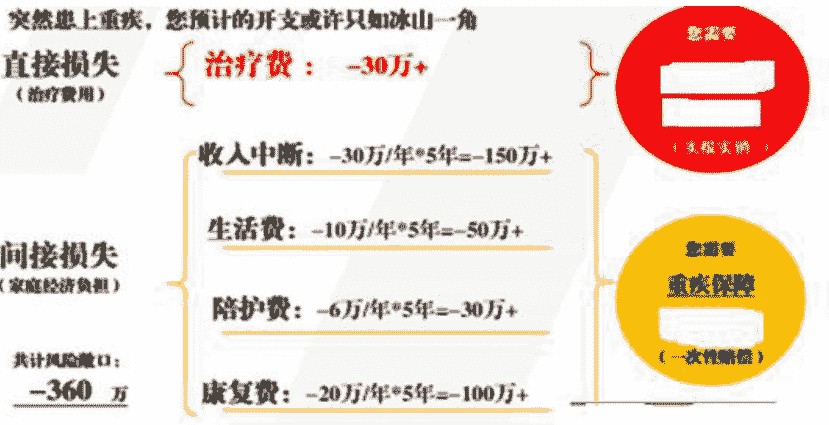 突然患上重疾，您预计的开支或许只如冰山一角
直接损失
（治疗费用）
治疗费： -30万+
您需要
（实报实销）
收入中断：-30万/年*5年=-150万+
生活费：-10万/年*5年=-50万+
间接损失
（家庭经济负担）
陪护费：-6万/年*5年=-30万+
康复费：-20万/年*5年=-100万+
共计风险敞口：
-360 万
您需要
重疾保障
（一次性赔偿）